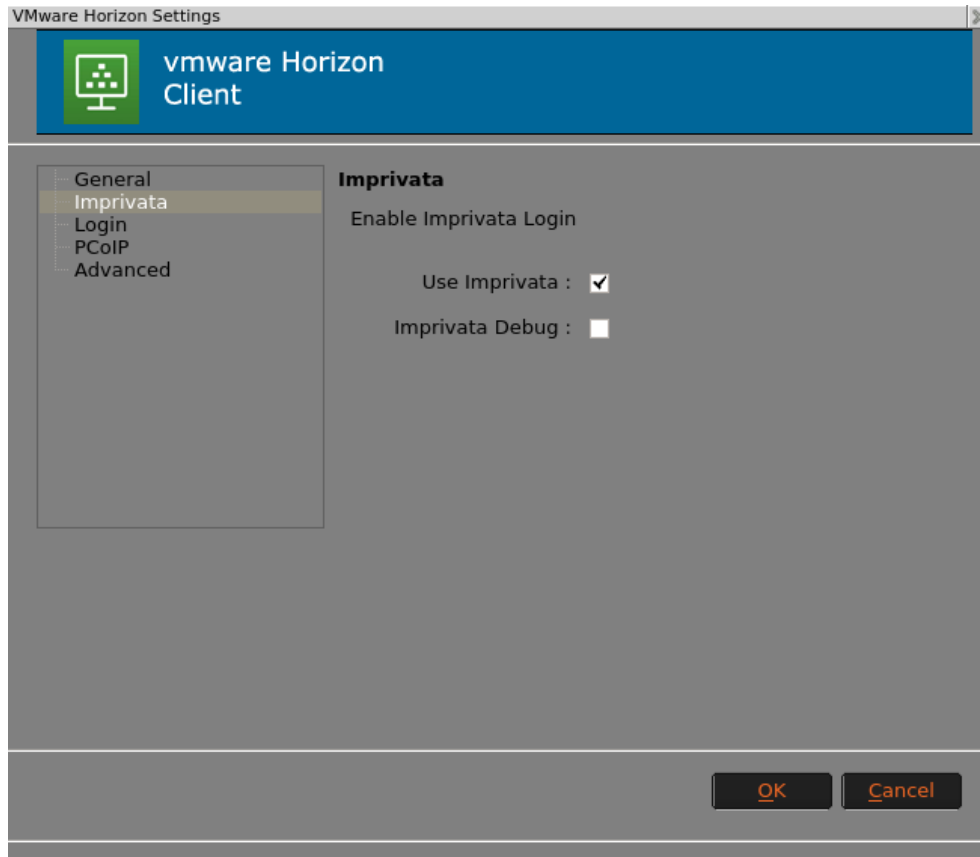 VMware Horizon Settings
vmware Horizon
Client
General
Imprivata
Login
PCoIP
Advanced
Imprivata
Enable Imprivata Login
Use Imprivata :
Imprivata Debug :
OK
Cancel